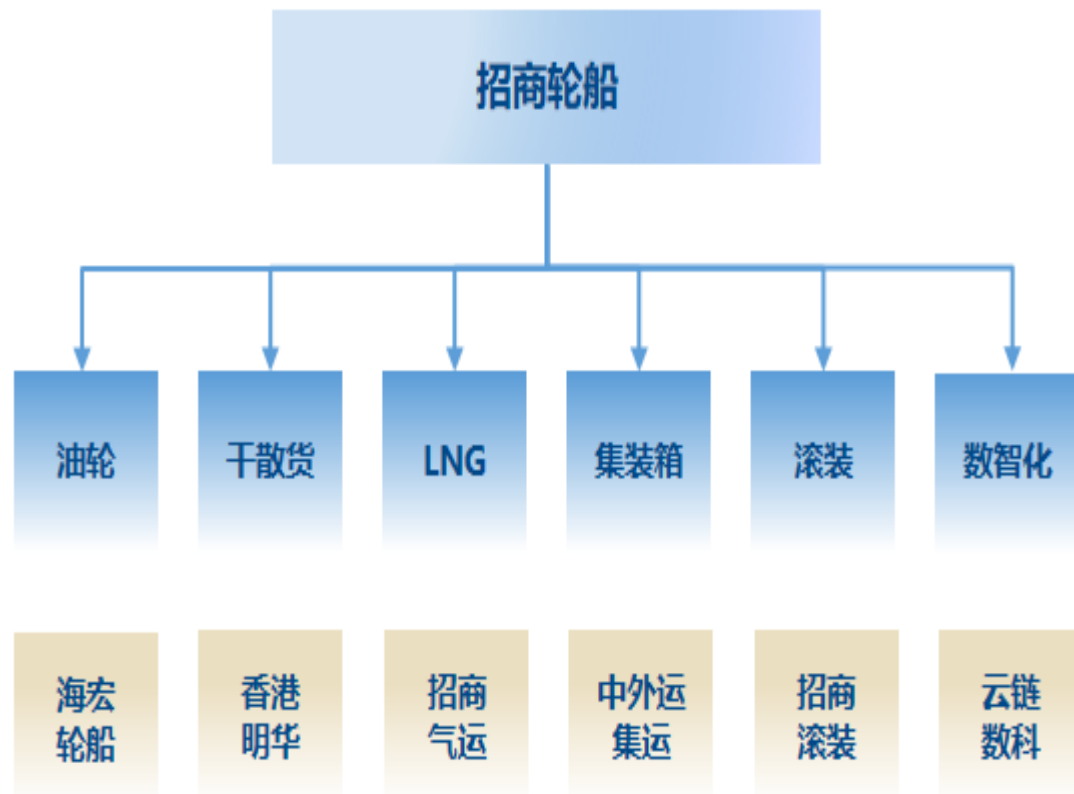 招商轮船
油轮
干散货
LNG
集装箱
滚装
数智化
海宏
轮船
香港
明华
招商
气运
中外运
集运
招商
滚装
云链
数科